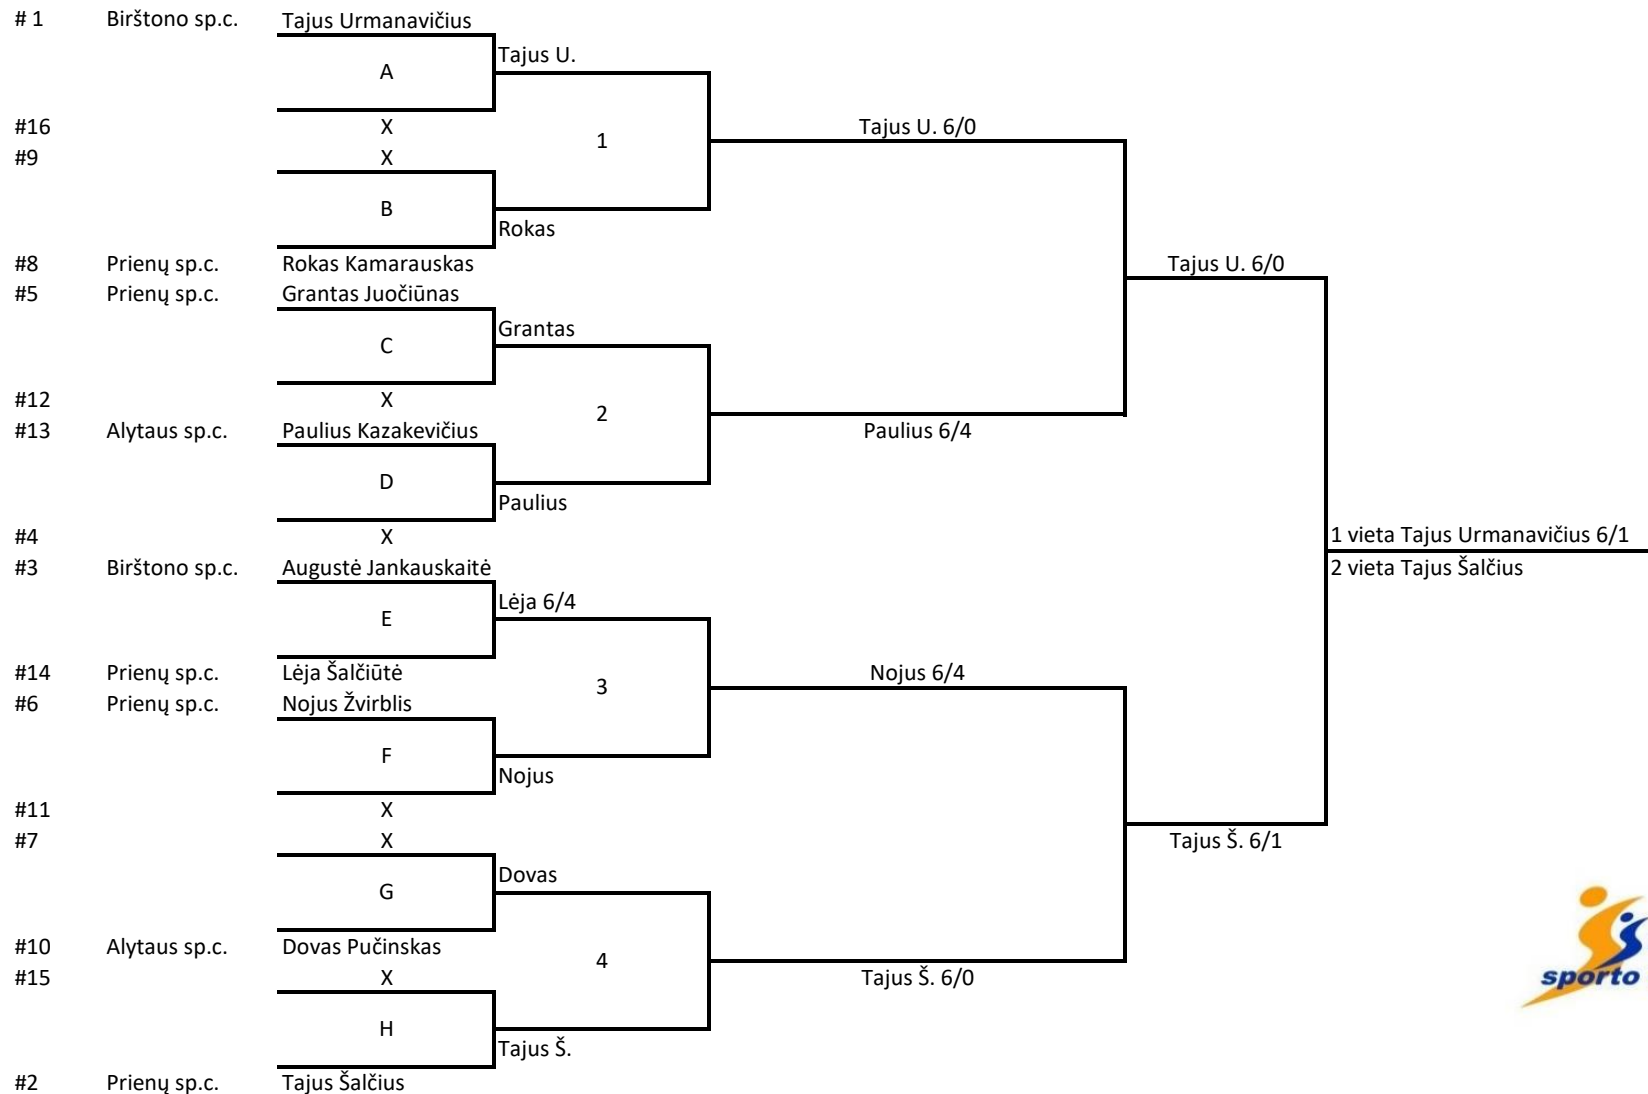 # 1 Birštono sp.c. Tajus Urmanavičius
Tajus U.
A
#16 X Tajus U. 6/0
1
#9 X
B
Rokas
#8 Prienų sp.c. Rokas Kamarauskas Tajus U. 6/0
#5 Prienų sp.c. Grantas Juočiūnas
Grantas
C
#12 X
2
#13 Alytaus sp.c. Paulius Kazakevičius Paulius 6/4
D
Paulius
#4 X 1 vieta Tajus Urmanavičius 6/1
#3 Birštono sp.c. Augustė Jankauskaitė 2 vieta Tajus Šalčius
Lėja 6/4
E
#14 Prienų sp.c. Lėja Šalčiūtė Nojus 6/4
3
#6 Prienų sp.c. Nojus Žvirblis
F
Nojus
#11 X
#7 X Tajus Š. 6/1
Dovas
G
#10 Alytaus sp.c. Dovas Pučinskas
4
#15 X Tajus Š. 6/0
sporto
H
Tajus Š.
#2 Prienų sp.c. Tajus Šalčius